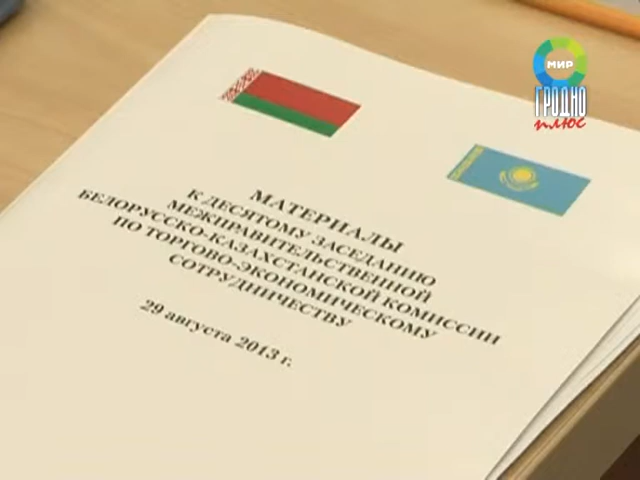 МИР
ГРОДНО
плюс
МАТЕРИАЛЫ
К ДЕСЯТОМУ ЗАСЕДАНИЮ
МЕЖПРАВИТЕЛЬСТВЕННОЙ
БЕЛОРУССКО-КАЗАХСТАНСКОЙ КОМИССИИ
ПО ТОРГОВО-ЭКОНОМИЧЕСКОМУ
СОТРУДНИЧЕСТВУ
29 августа 2013 г.